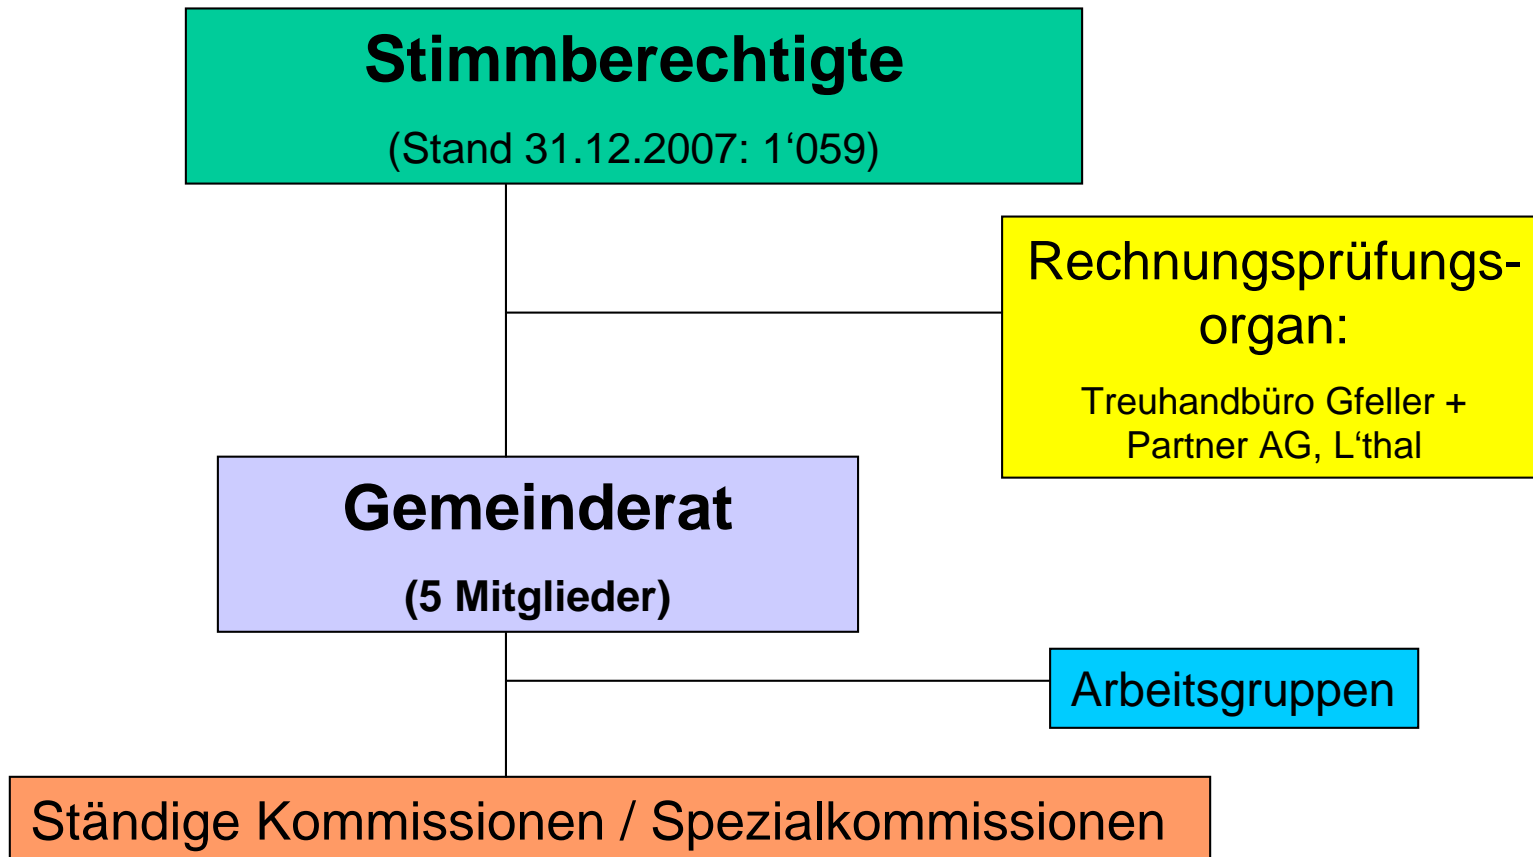 Stimmberechtigte
(Stand 31.12.2007: 1‘059)
Rechnungsprüfungs-
organ:
Treuhandbüro Gfeller +
Partner AG, L‘thal
Gemeinderat
(5 Mitglieder)
Arbeitsgruppen
Ständige Kommissionen / Spezialkommissionen